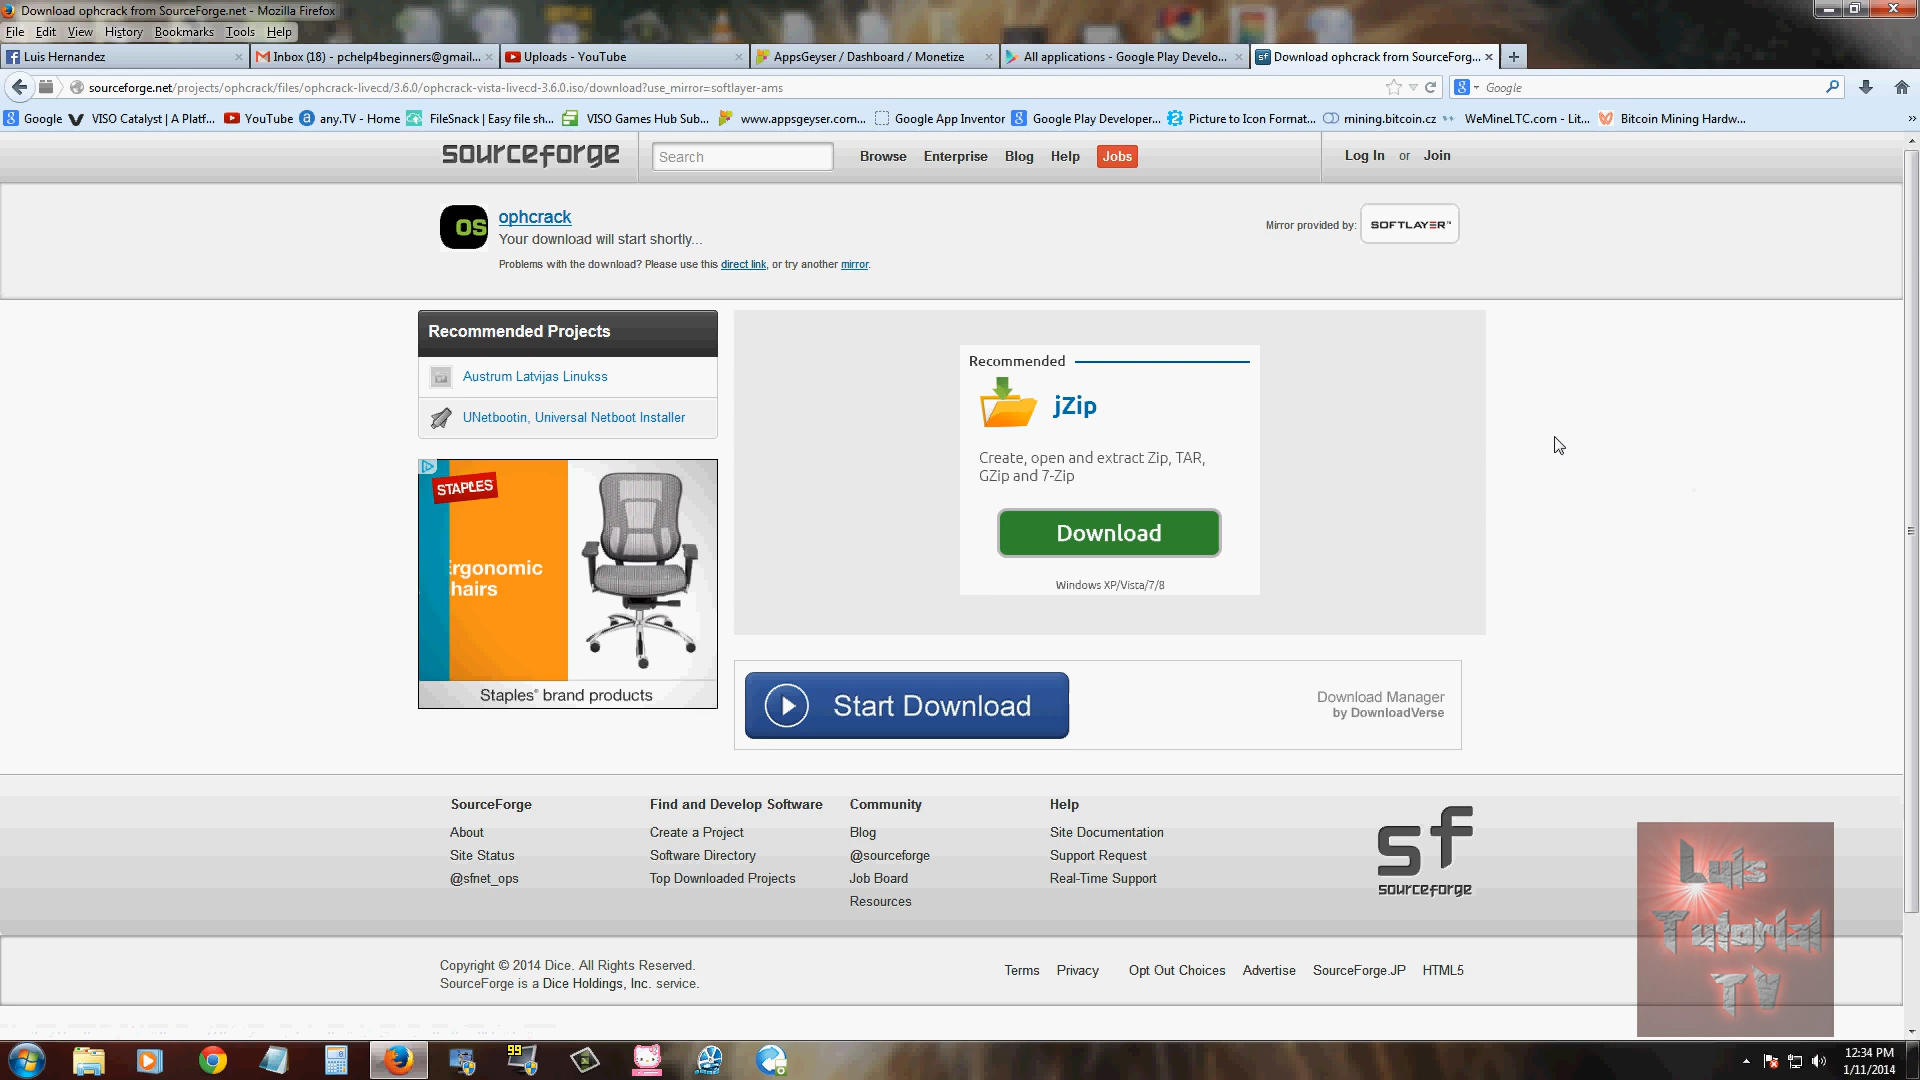 Download ophcrack from SourceForge.net - Mozilla Firefox
File Edit View History Bookmarks Tools Help
Luis Hernandez
Inbox (18) - pchelp4beginners@gmail...
Uploads - YouTube
AppsGeyser / Dashboard / Monetize
All applications - Google Play Develo...
Download ophcrack from SourceForg...
sourceforge.net/projects/ophcrack/files/ophcrack-livecd/3.6.0/ophcrack-vista-livecd-3.6.0.iso/download?use_mirror=softlayer-ams
Google
Google
VISO Catalyst | A Platf...
YouTube
any.TV - Home
FileSnack | Easy file sh...
VISO Games Hub Sub...
www.appsgeyser.com...
Google App Inventor
Google Play Developer...
Picture to Icon Format...
mining.bitcoin.cz
WeMineLTC.com - Lit...
Bitcoin Mining Hardw...
sourceforge
Search
Browse Enterprise Blog Help Jobs
Log In or Join
OS
ophcrack
Your download will start shortly...
Problems with the download? Please use this direct link, or try another mirror.
Mirror provided by:
SOFTLAYER™
Recommended Projects
Austrum Latvijas Linukss
UNetbootin, Universal Netboot Installer
STAPLES
Ergonomic
hairs
Staples® brand products
Recommended
jZip
Create, open and extract Zip, TAR,
GZip and 7-Zip
Download
Windows XP/Vista/7/8
Start Download
Download Manager
by DownloadVerse
SourceForge
About
Site Status
@sfnet_ops
Find and Develop Software
Create a Project
Software Directory
Top Downloaded Projects
Community
Blog
@sourceforge
Job Board
Resources
Help
Site Documentation
Support Request
Real-Time Support
sf
sourceforge
Luis
Tutorial
TV
Copyright © 2014 Dice. All Rights Reserved.
SourceForge is a Dice Holdings, Inc. service.
Terms Privacy Opt Out Choices Advertise SourceForge.JP HTML5
99
12:34 PM
1/11/2014